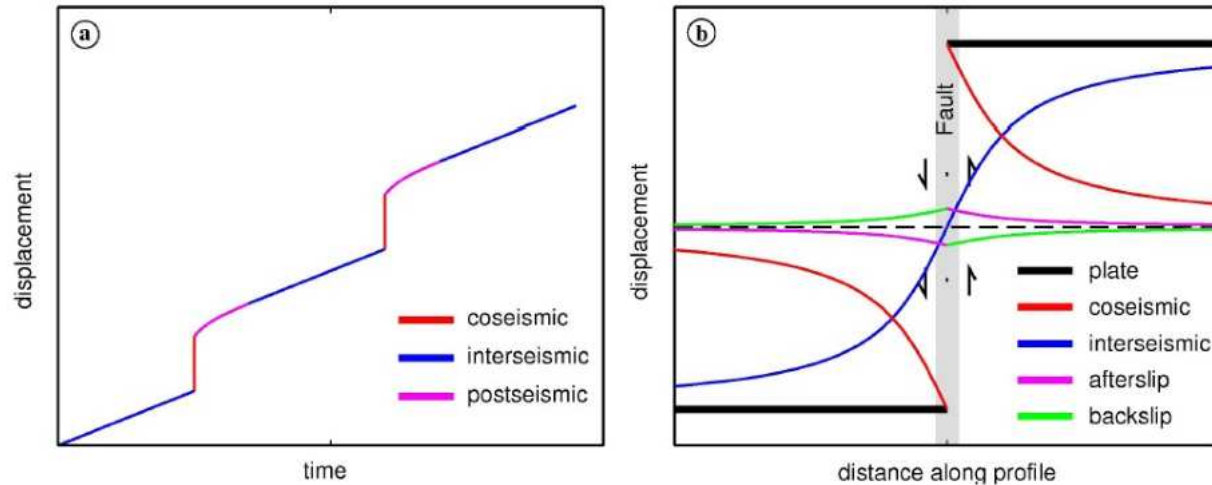 a
displacement
coseismic
interseismic
postseismic
time
b
displacement
Fault
plate
coseismic
interseismic
afterslip
backslip
distance along profile